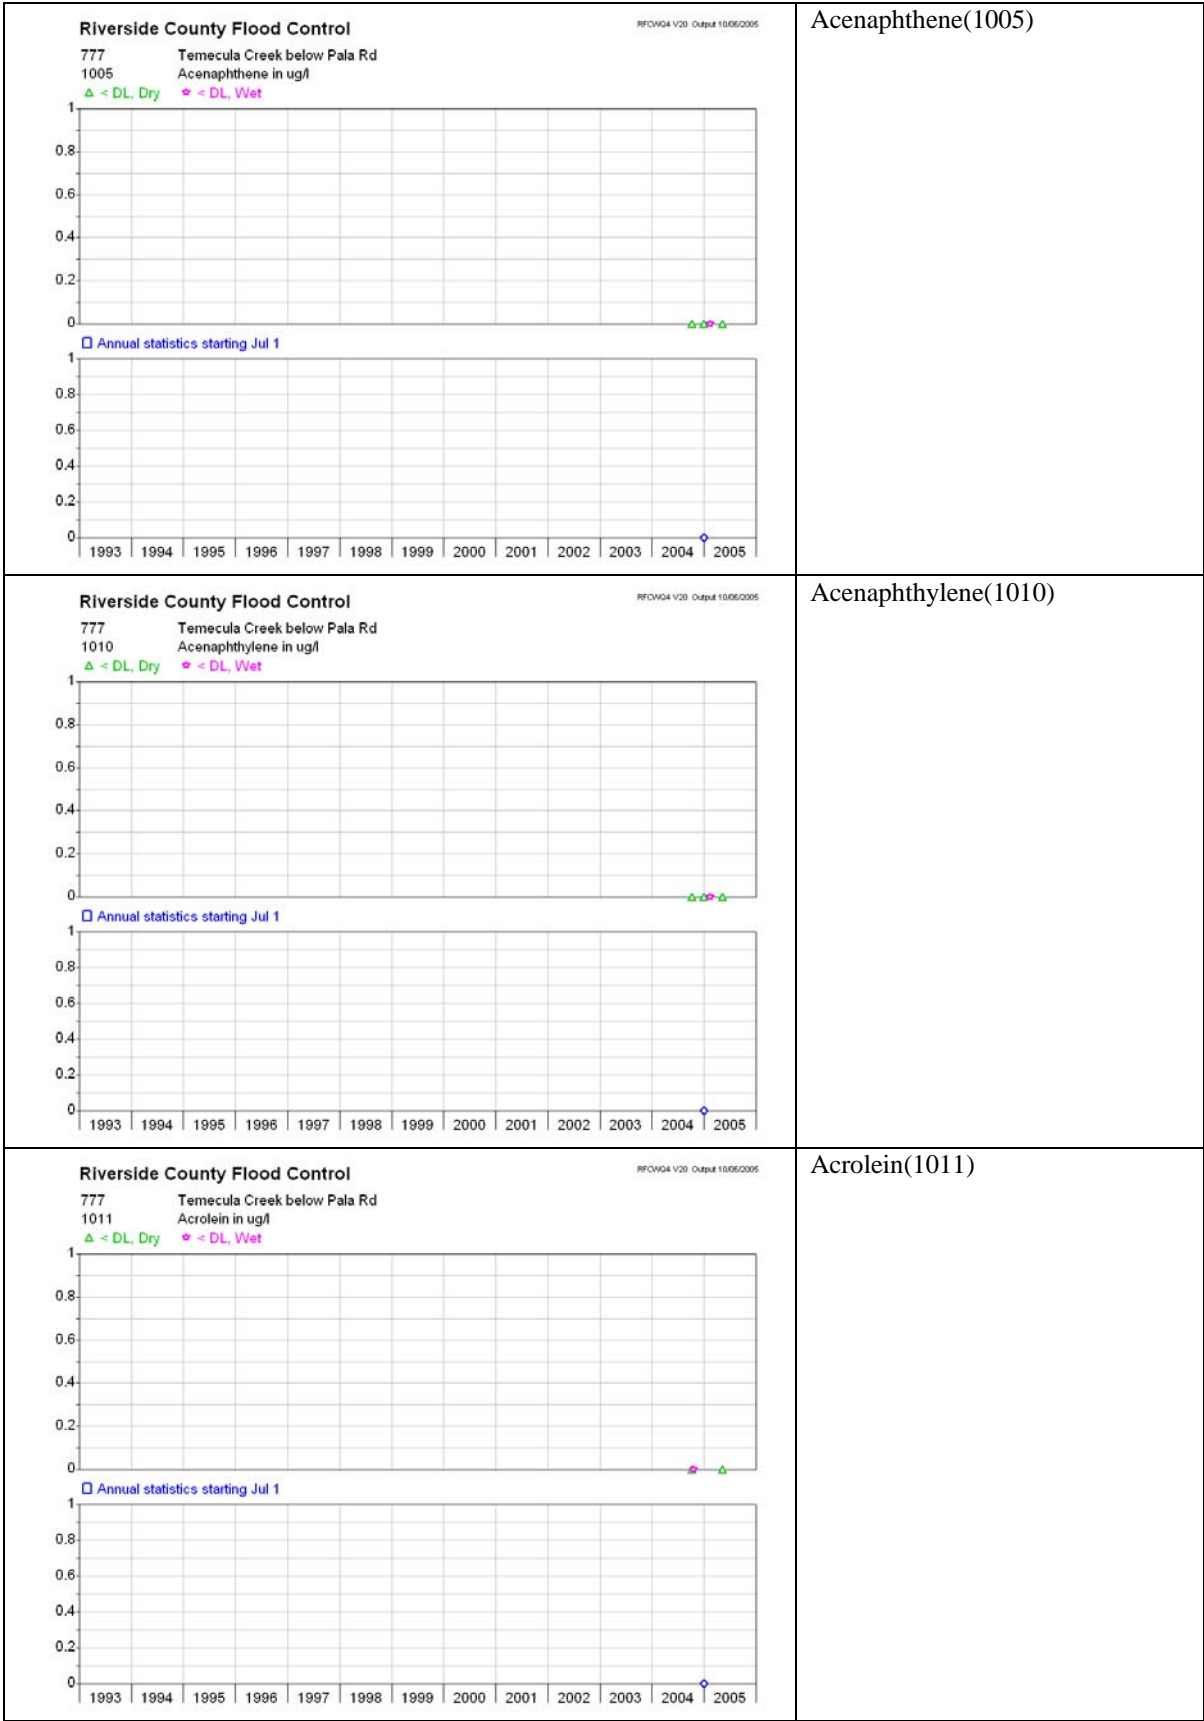 Riverside County Flood Control
RFCWQ4 V20 Output 10/06/2005
777 Temecula Creek below Pala Rd
1005 Acenaphthene in ug/l
< DL, Dry < DL, Wet
1
0.8
0.6
0.4
0.2
0
Annual statistics starting Jul 1
1
0.8
0.6
0.4
0.2
0
1993 1994 1995 1996 1997 1998 1999 2000 2001 2002 2003 2004 2005
Acenaphthene(1005)
Riverside County Flood Control
RFCWQ4 V20 Output 10/06/2005
777 Temecula Creek below Pala Rd
1010 Acenaphthylene in ug/l
< DL, Dry < DL, Wet
1
0.8
0.6
0.4
0.2
0
Annual statistics starting Jul 1
1
0.8
0.6
0.4
0.2
0
1993 1994 1995 1996 1997 1998 1999 2000 2001 2002 2003 2004 2005
Acenaphthylene(1010)
Riverside County Flood Control
RFCWQ4 V20 Output 10/06/2005
777 Temecula Creek below Pala Rd
1011 Acrolein in ug/l
< DL, Dry < DL, Wet
1
0.8
0.6
0.4
0.2
0
Annual statistics starting Jul 1
1
0.8
0.6
0.4
0.2
0
1993 1994 1995 1996 1997 1998 1999 2000 2001 2002 2003 2004 2005
Acrolein(1011)